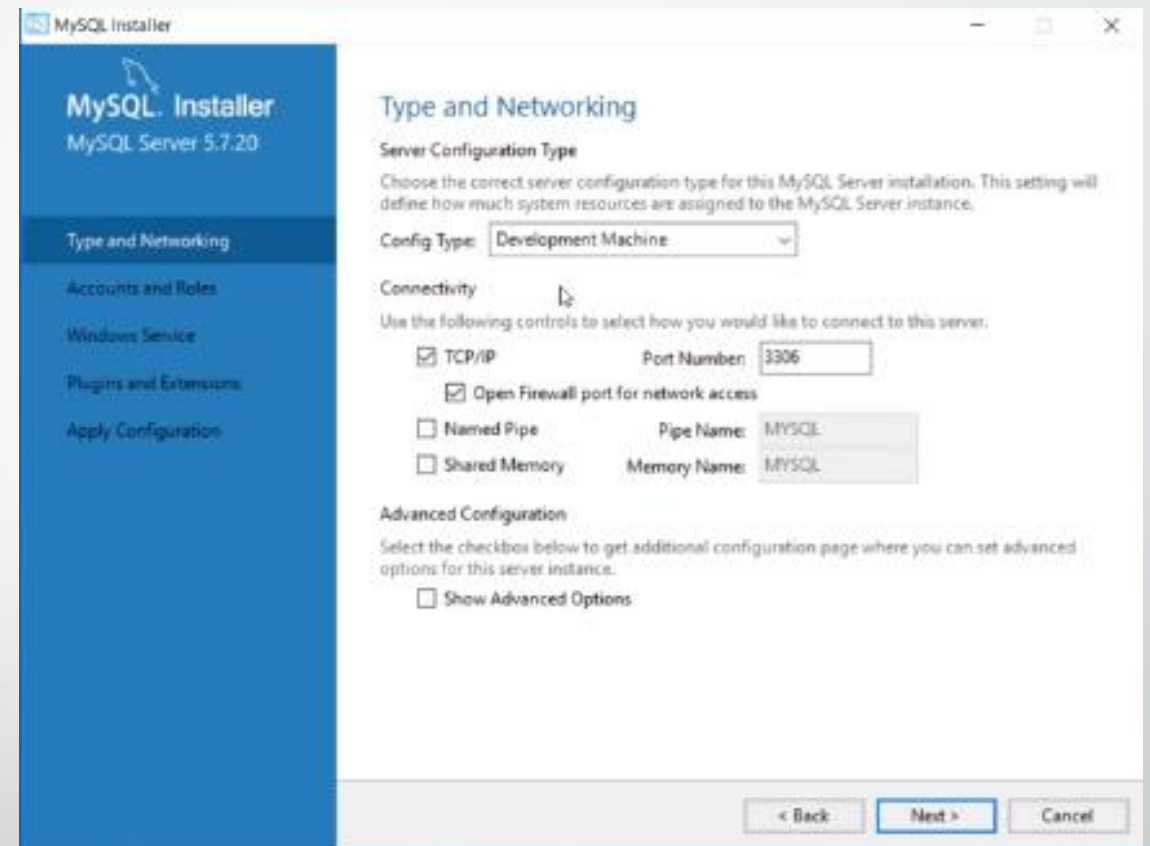 MySQL Installer
MySQL. Installer
MySQL Server 5.7.20
Type and Networking
Accounts and Roles
Windows Service
Plugins and Extensions
Apply Configuration
Type and Networking
Server Configuration Type
Choose the correct server configuration type for this MySQL Server installation. This setting will
define how much system resources are assigned to the MySQL Server instance.
Config Type: Development Machine
Connectivity
Use the following controls to select how you would like to connect to this server.
TCP/IP Port Number: 3306
Open Firewall port for network access
Named Pipe Pipe Name: MYSQL
Shared Memory Memory Name: MYSQL
Advanced Configuration
Select the checkbox below to get additional configuration page where you can set advanced
options for this server instance.
Show Advanced Options
< Back Next > Cancel